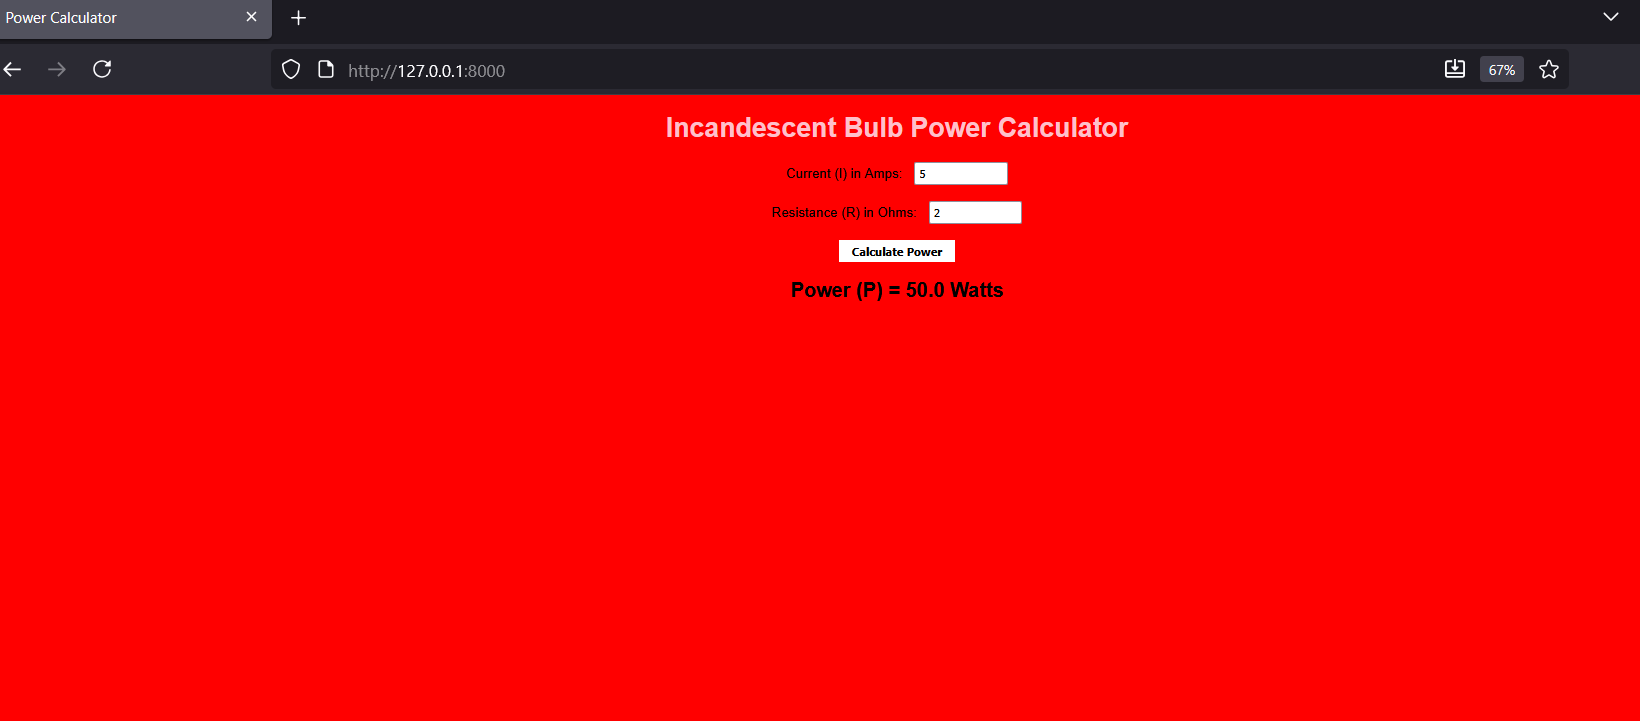 Power Calculator
http://127.0.0.1:8000
67%
Incandescent Bulb Power Calculator
Current (I) in Amps: 5
Resistance (R) in Ohms: 2
Calculate Power
Power (P) = 50.0 Watts